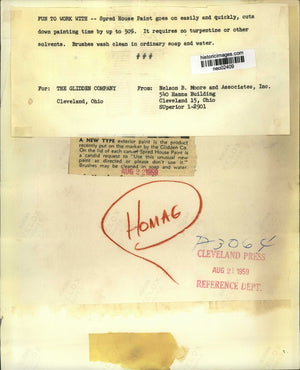 FUN TO WORK WITH -- Spred House Paint goes on easily and quickly, cuts
down painting time by up to 50%. It requires no turpentine or other
solvents. Brushes wash clean in ordinary soap and water.
###
historicimages.com
neo02409
For: THE GLIDDEN COMPANY
Cleveland, Ohio
From: Nelson B. Moore and Associates, Inc.
540 Hanna Building
Cleveland 15, Ohio
SUperior 1-2901
A NEW TYPE exterior paint is the product
recently put on the market by the Glidden Co.
On the lid of each can of Spred House Paint is
a candid request to "Use this unusual new
paint as directed or please don't use it."
Brushes may be cleaned in soap and water.
AUG 22 1959
HOMAG
D3064
CLEVELAND PRESS
AUG 21 1959
REFERENCE DEPT.